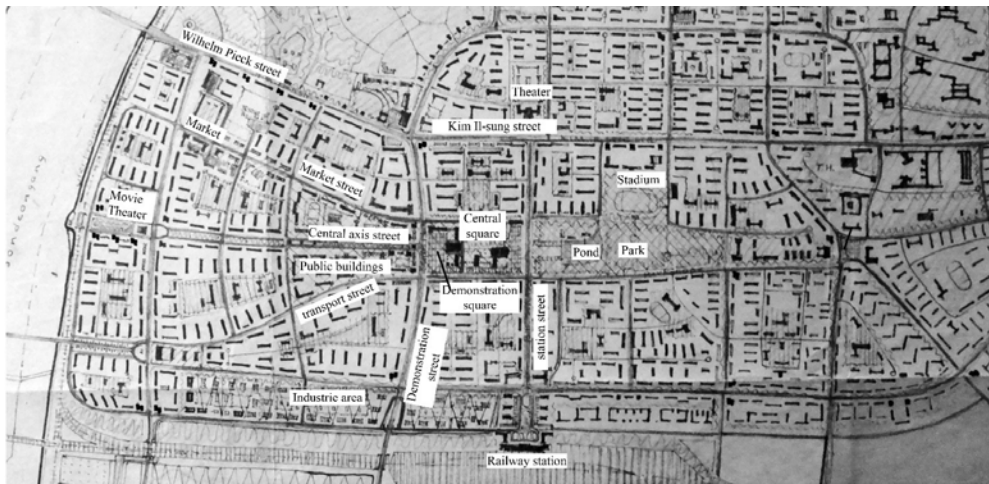 Wilhelm Pieck street
Theater
Kim Il-sung street
Market
Market street
Stadium
Movie
Theater
Central
square
Central axis street
Pond
Park
Public buildings
Demonstration
square
transport street
station street
Demonstration
street
Industrie area
Railway station